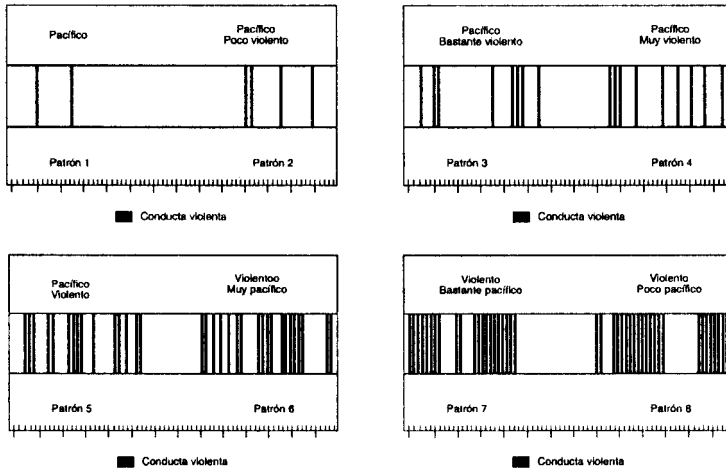 Pacífico
Pacífico
Poco violento
Patrón 1
Patrón 2
Conducta violenta
Pacífico
Bastante violento
Pacífico
Muy violento
Patrón 3
Patrón 4
Conducta violenta
Pacífico
Violento
Violentoo
Muy pacífico
Patrón 5
Patrón 6
Conducta violenta
Violento
Bastante pacífico
Violento
Poco pacífico
Patrón 7
Patrón 8
Conducta violenta